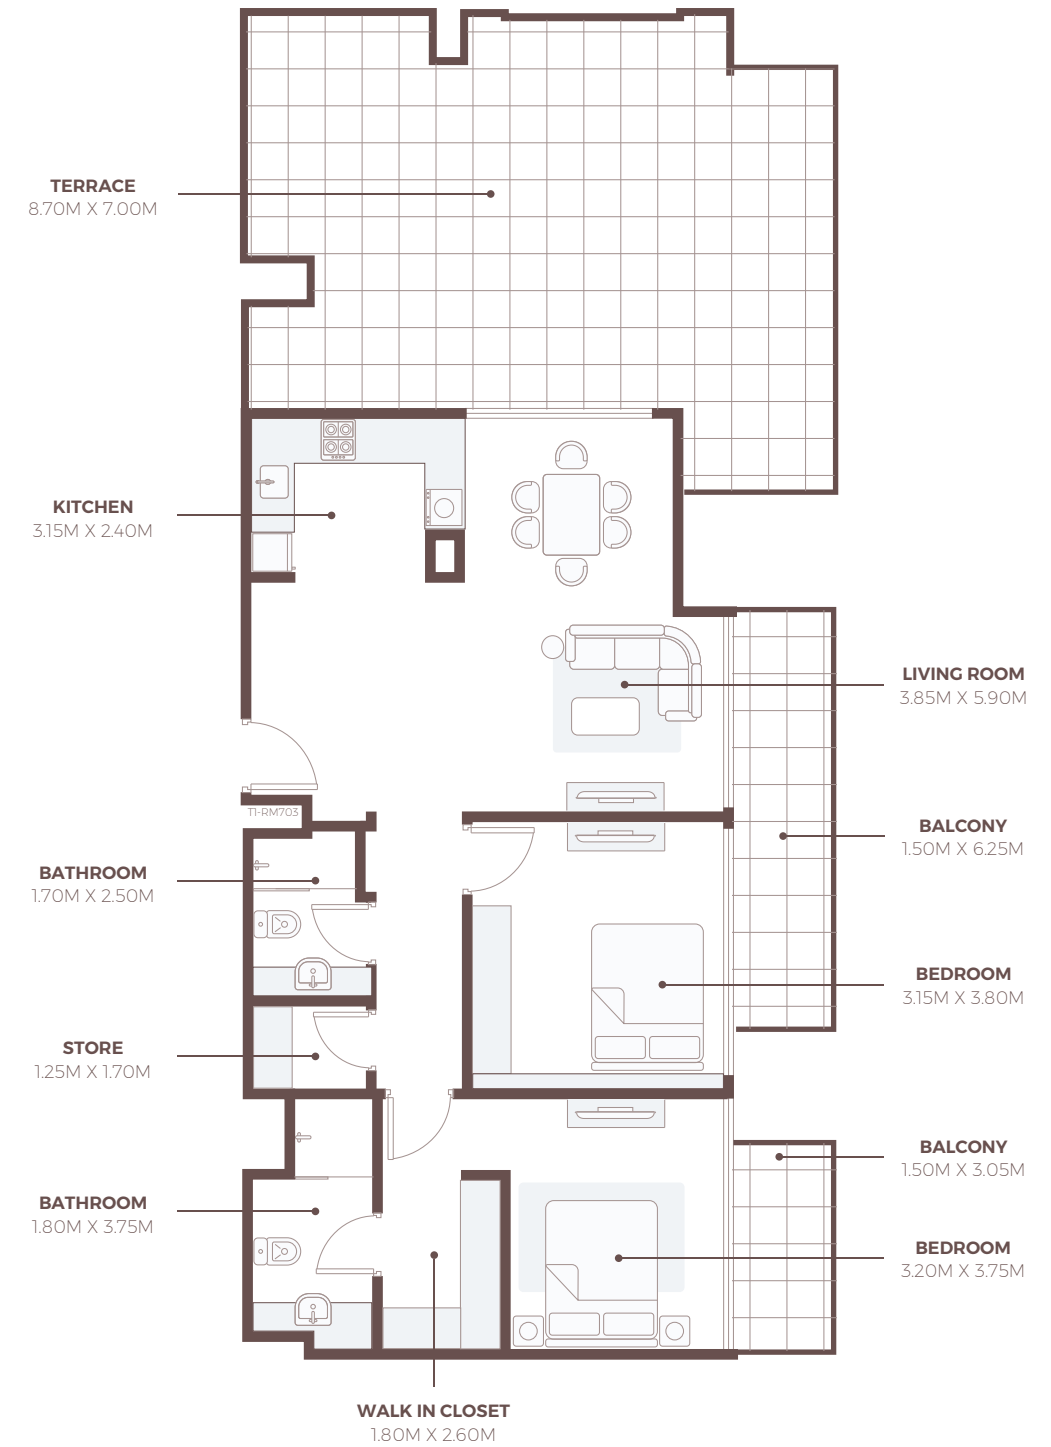 TERRACE
8.70M X 7.00M
KITCHEN
3.15M X 2.40M
LIVING ROOM
3.85M X 5.90M
T1-RM703
BALCONY
1.50M X 6.25M
BATHROOM
1.70M X 2.50M
BEDROOM
3.15M X 3.80M
STORE
1.25M X 1.70M
BALCONY
1.50M X 3.05M
BATHROOM
1.80M X 3.75M
BEDROOM
3.20M X 3.75M
WALK IN CLOSET
1.80M X 2.60M